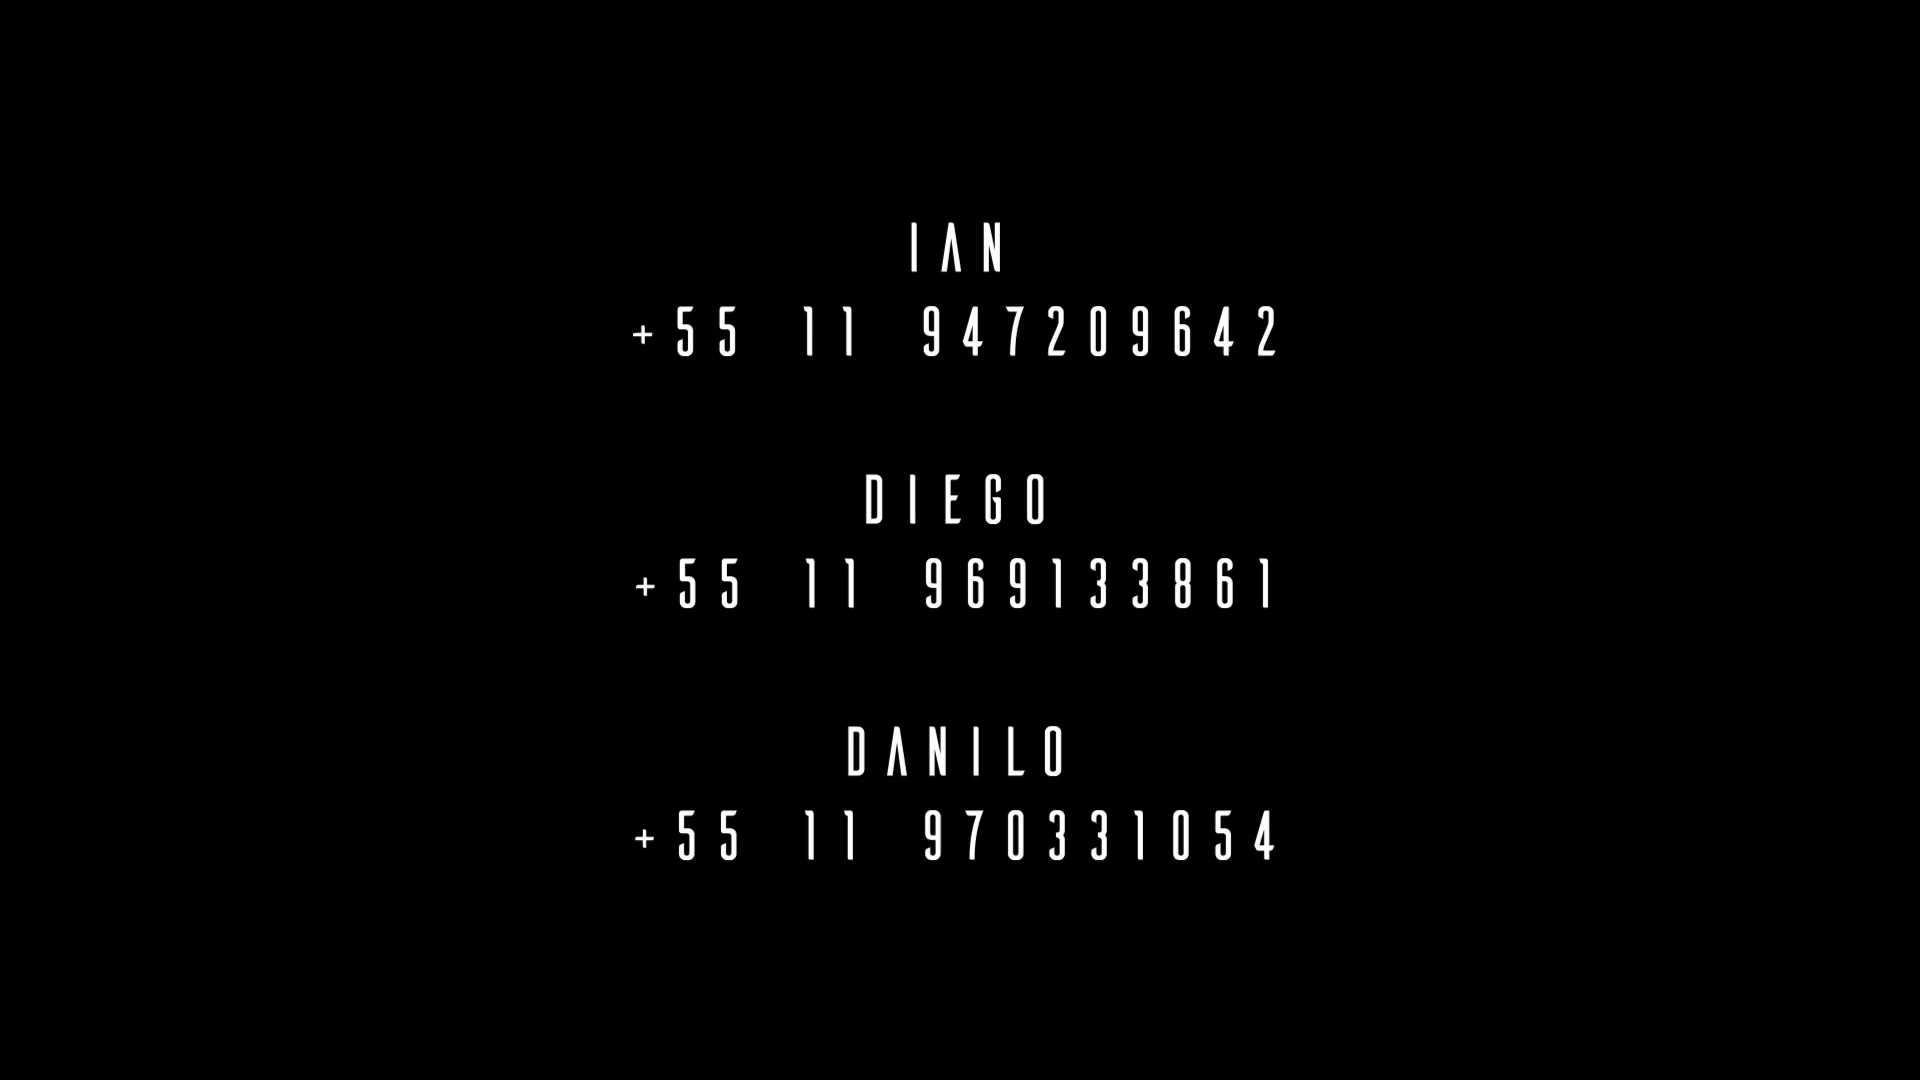 IAN
+55 11 947209642
DIEGO
+55 11 969133861
DANILO
+55 11 970331054